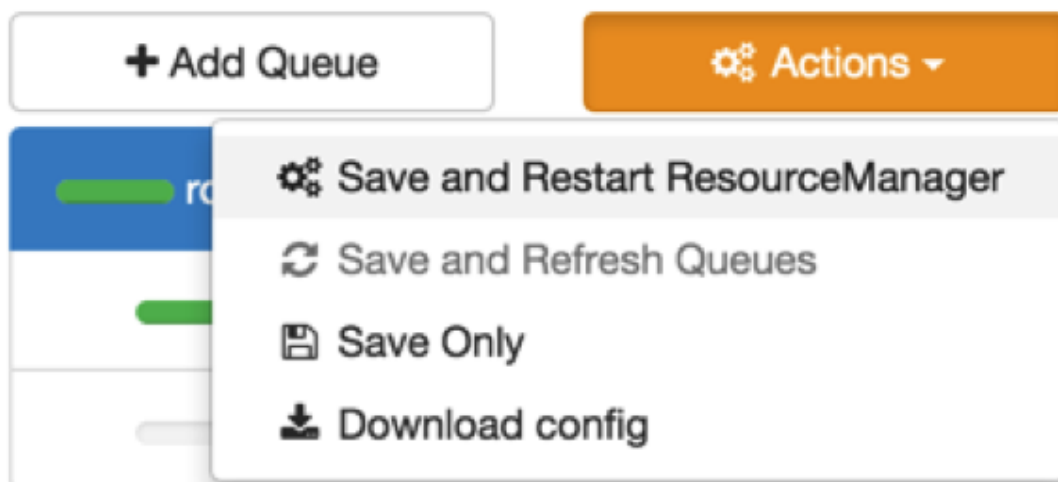 Add Queue
Actions
Save and Restart ResourceManager
Save and Refresh Queues
Save Only
Download config